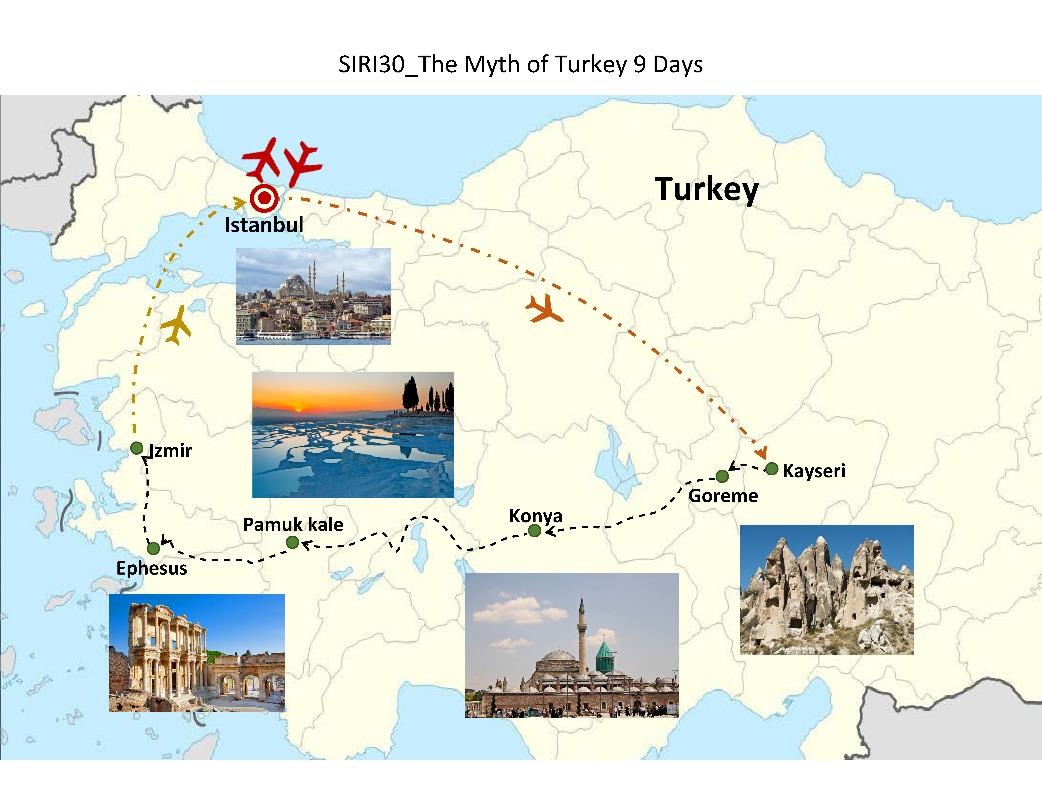 SIRI30_The Myth of Turkey 9 Days
Turkey
Istanbul
Izmir
Kayseri
Goreme
Konya
Pamuk kale
Ephesus